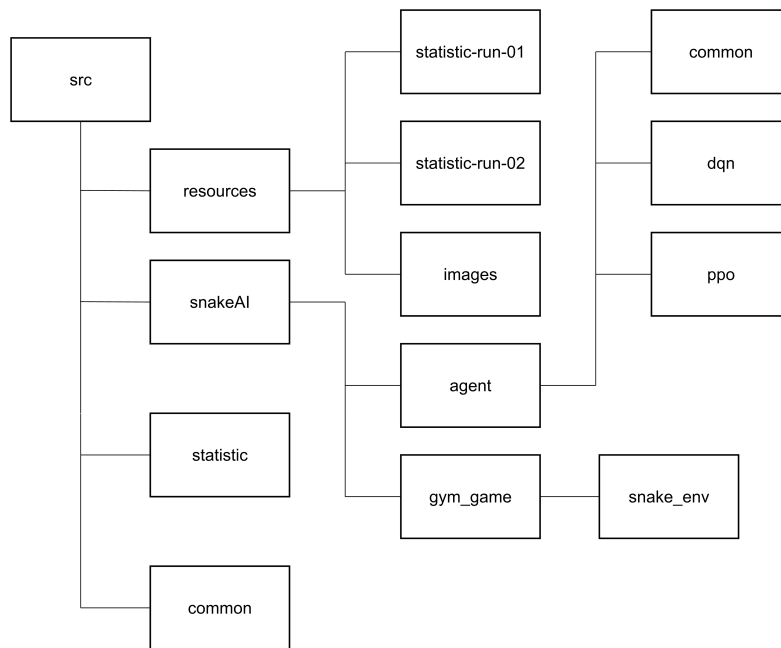 src
resources
statistic-run-01
statistic-run-02
images
snakeAI
agent
common
dqn
ppo
gym_game
snake_env
statistic
common